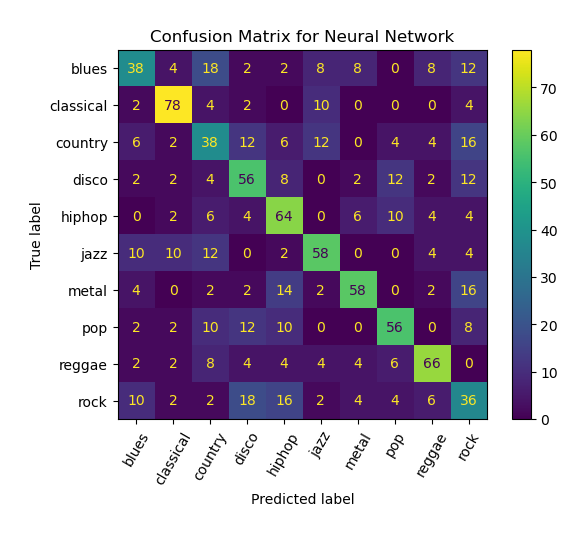 Confusion Matrix for Neural Network
blues 38 4 18 2 2 8 8 0 8 12
classical 2 78 4 2 0 10 0 0 0 4
country 6 2 38 12 6 12 0 4 4 16
disco 2 2 4 56 8 0 2 12 2 12
hiphop 0 2 6 4 64 0 6 10 4 4
jazz 10 10 12 0 2 58 0 0 4 4
metal 4 0 2 2 14 2 58 0 2 16
pop 2 2 10 12 10 0 0 56 0 8
reggae 2 2 8 4 4 4 4 6 66 0
rock 10 2 2 18 16 2 4 4 6 36
blues classical country disco hiphop jazz metal pop reggae rock
Predicted label
True label
70
60
50
40
30
20
10
0